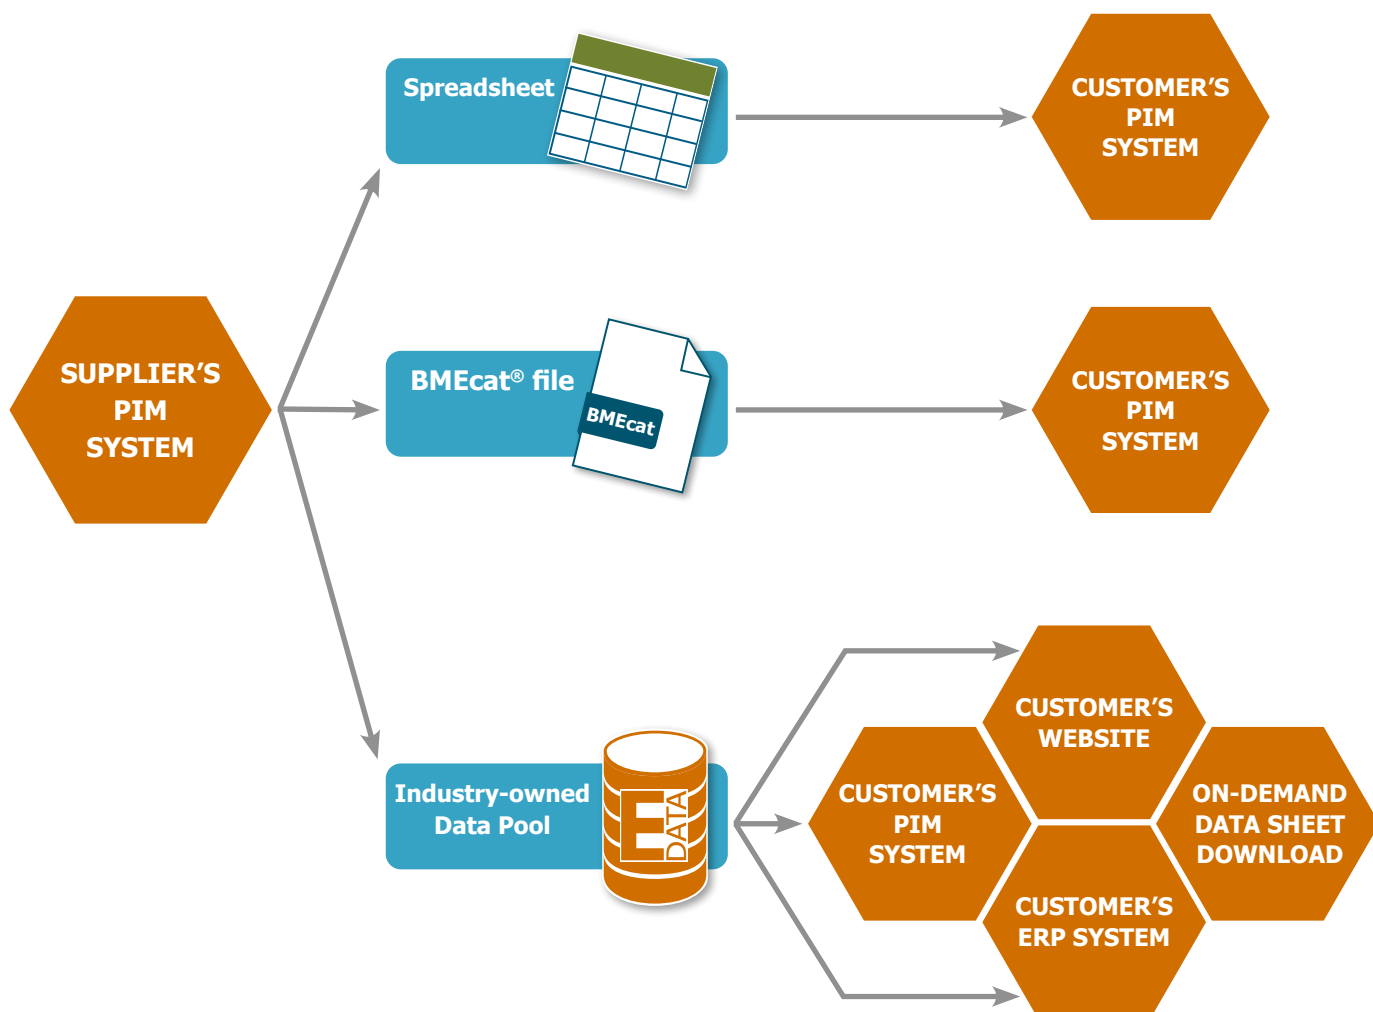 Spreadsheet
CUSTOMER’S
PIM
SYSTEM
SUPPLIER’S
PIM
SYSTEM
BMEcat® file
BMEcat
CUSTOMER’S
PIM
SYSTEM
Industry-owned
Data Pool
E
DATA
CUSTOMER’S
WEBSITE
CUSTOMER’S
PIM
SYSTEM
ON-DEMAND
DATA SHEET
DOWNLOAD
CUSTOMER’S
ERP SYSTEM